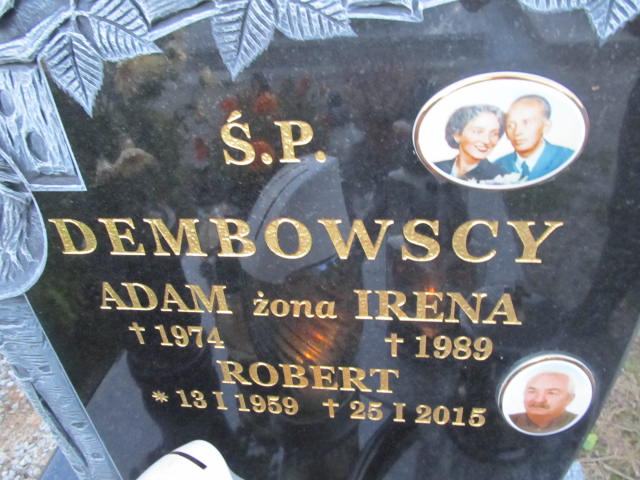 Ś.P.
DEMBOWSCY
ADAM żona IRENA
† 1974 † 1989
ROBERT
* 13 I 1959 † 25 I 2015